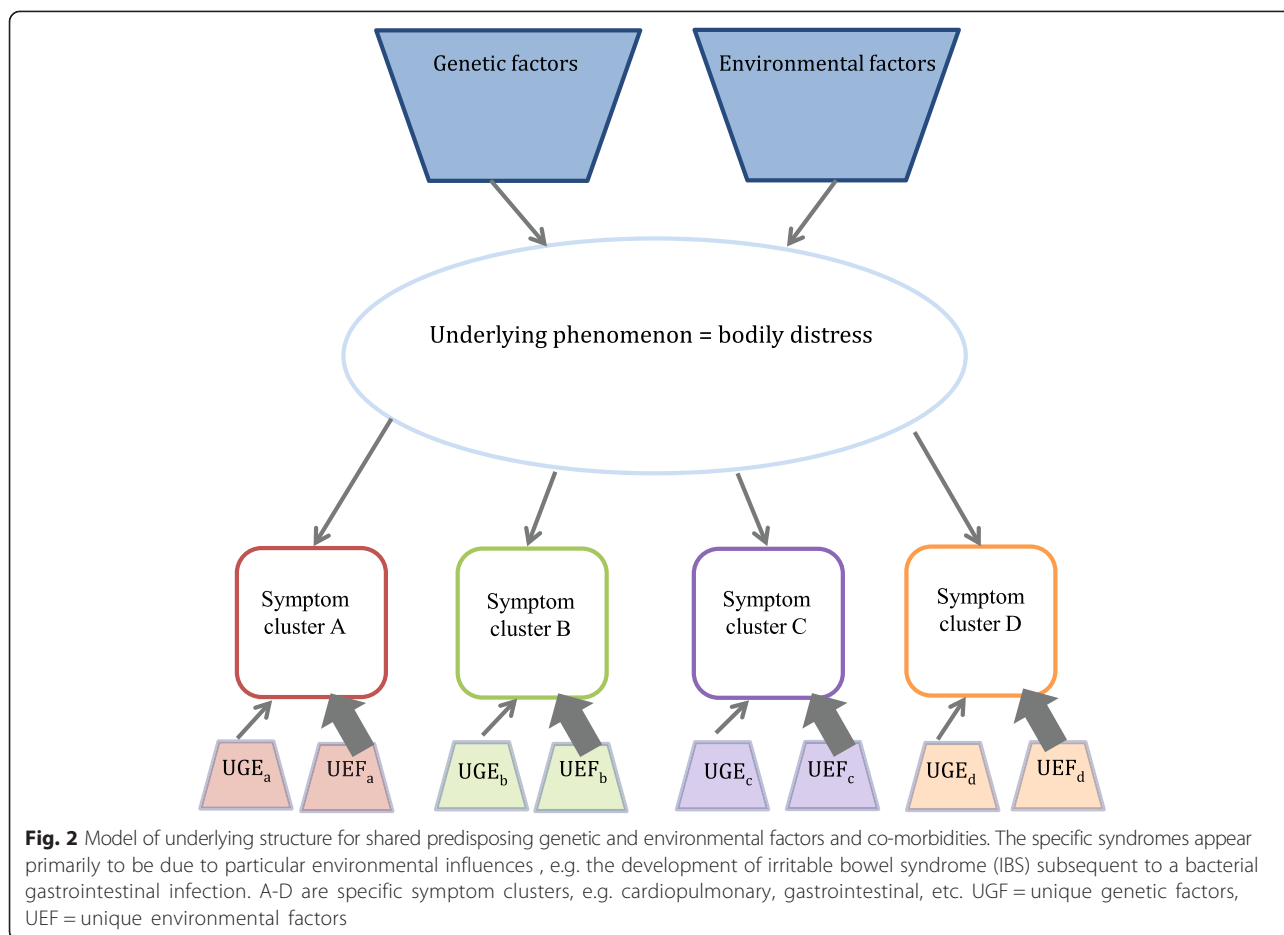 Genetic factors
Environmental factors
Underlying phenomenon = bodily distress
Symptom
cluster A
Symptom
cluster B
Symptom
cluster C
Symptom
cluster D
UGEa
UEFa
UGEb
UEFb
UGEc
UEFc
UGEd
UEFd
Fig. 2 Model of underlying structure for shared predisposing genetic and environmental factors and co-morbidities. The specific syndromes appear
primarily to be due to particular environmental influences , e.g. the development of irritable bowel syndrome (IBS) subsequent to a bacterial
gastrointestinal infection. A-D are specific symptom clusters, e.g. cardiopulmonary, gastrointestinal, etc. UGF = unique genetic factors,
UEF = unique environmental factors